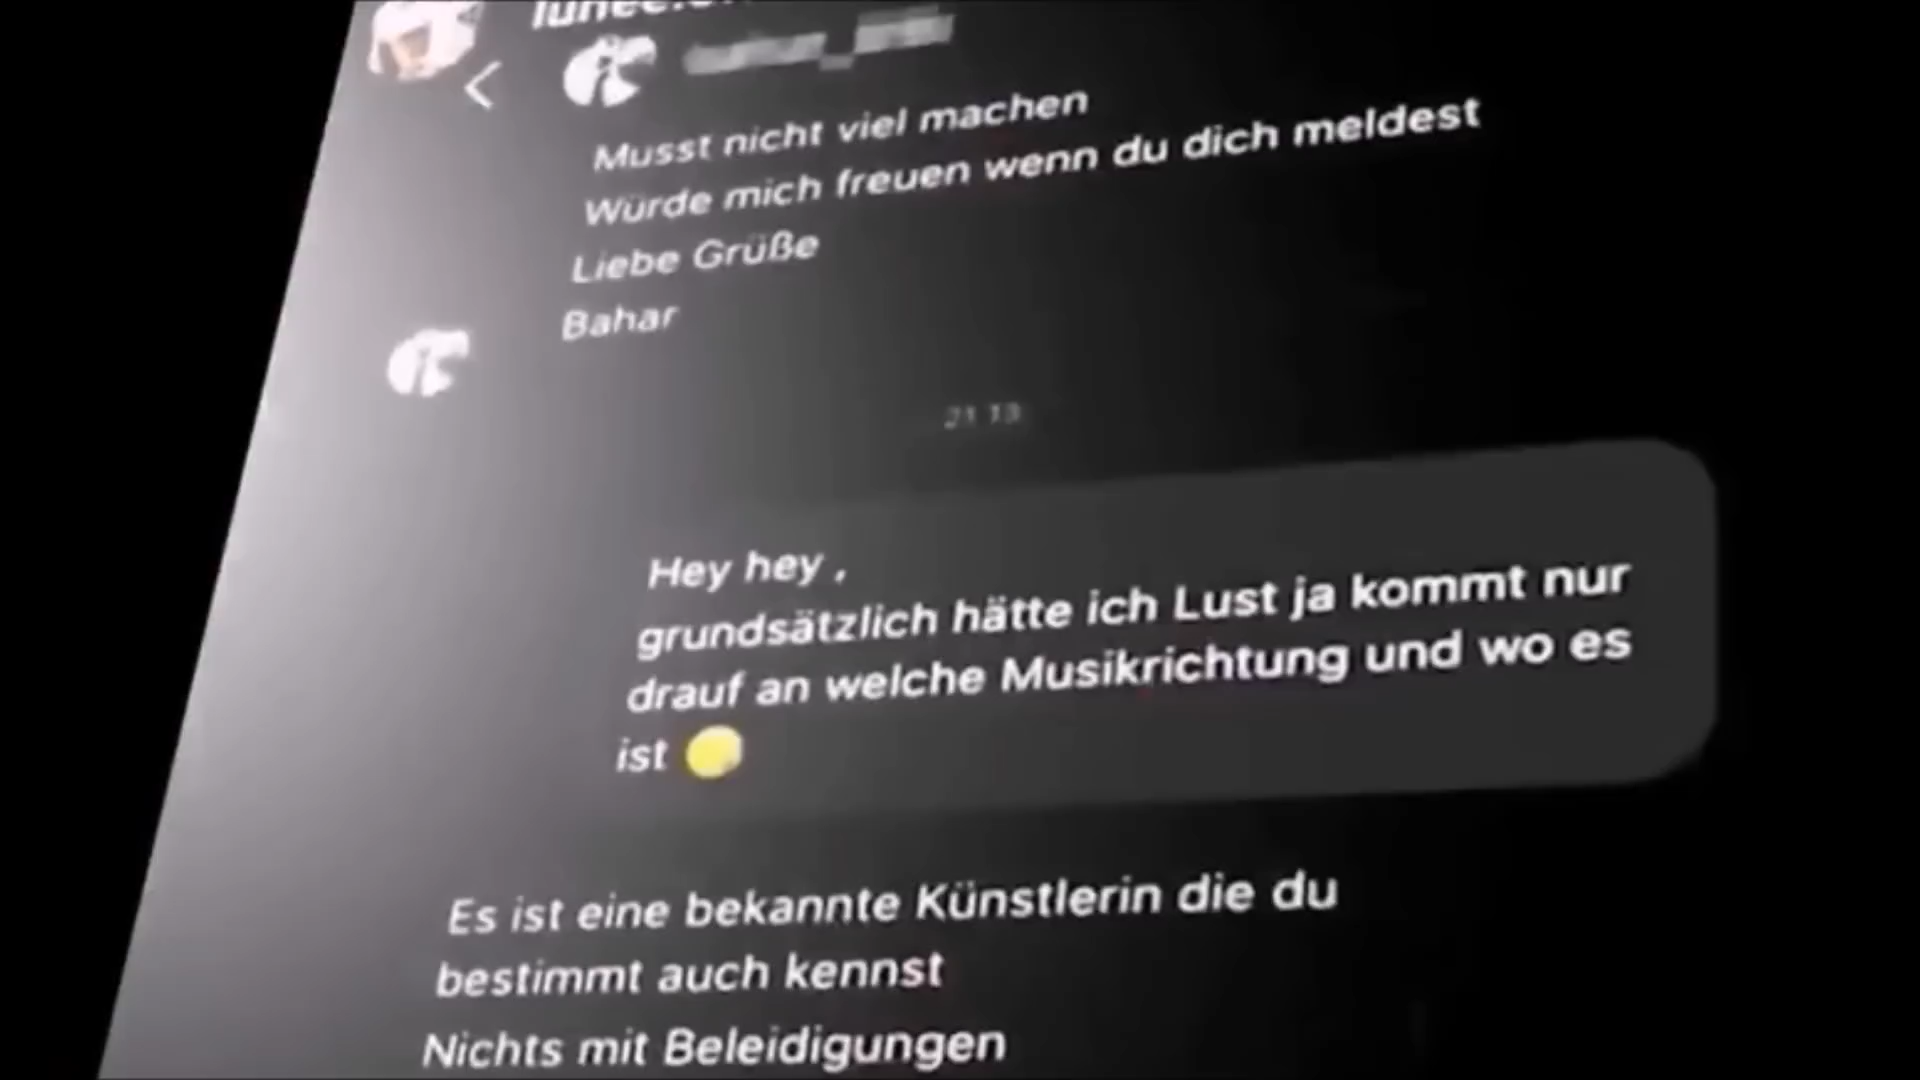 Musst nicht viel machen
Würde mich freuen wenn du dich meldest
Liebe Grüße
Bahar
21 13
Hey hey ,
grundsätzlich hätte ich Lust ja kommt nur
drauf an welche Musikrichtung und wo es
ist
Es ist eine bekannte Künstlerin die du
bestimmt auch kennst
Nichts mit Beleidigungen